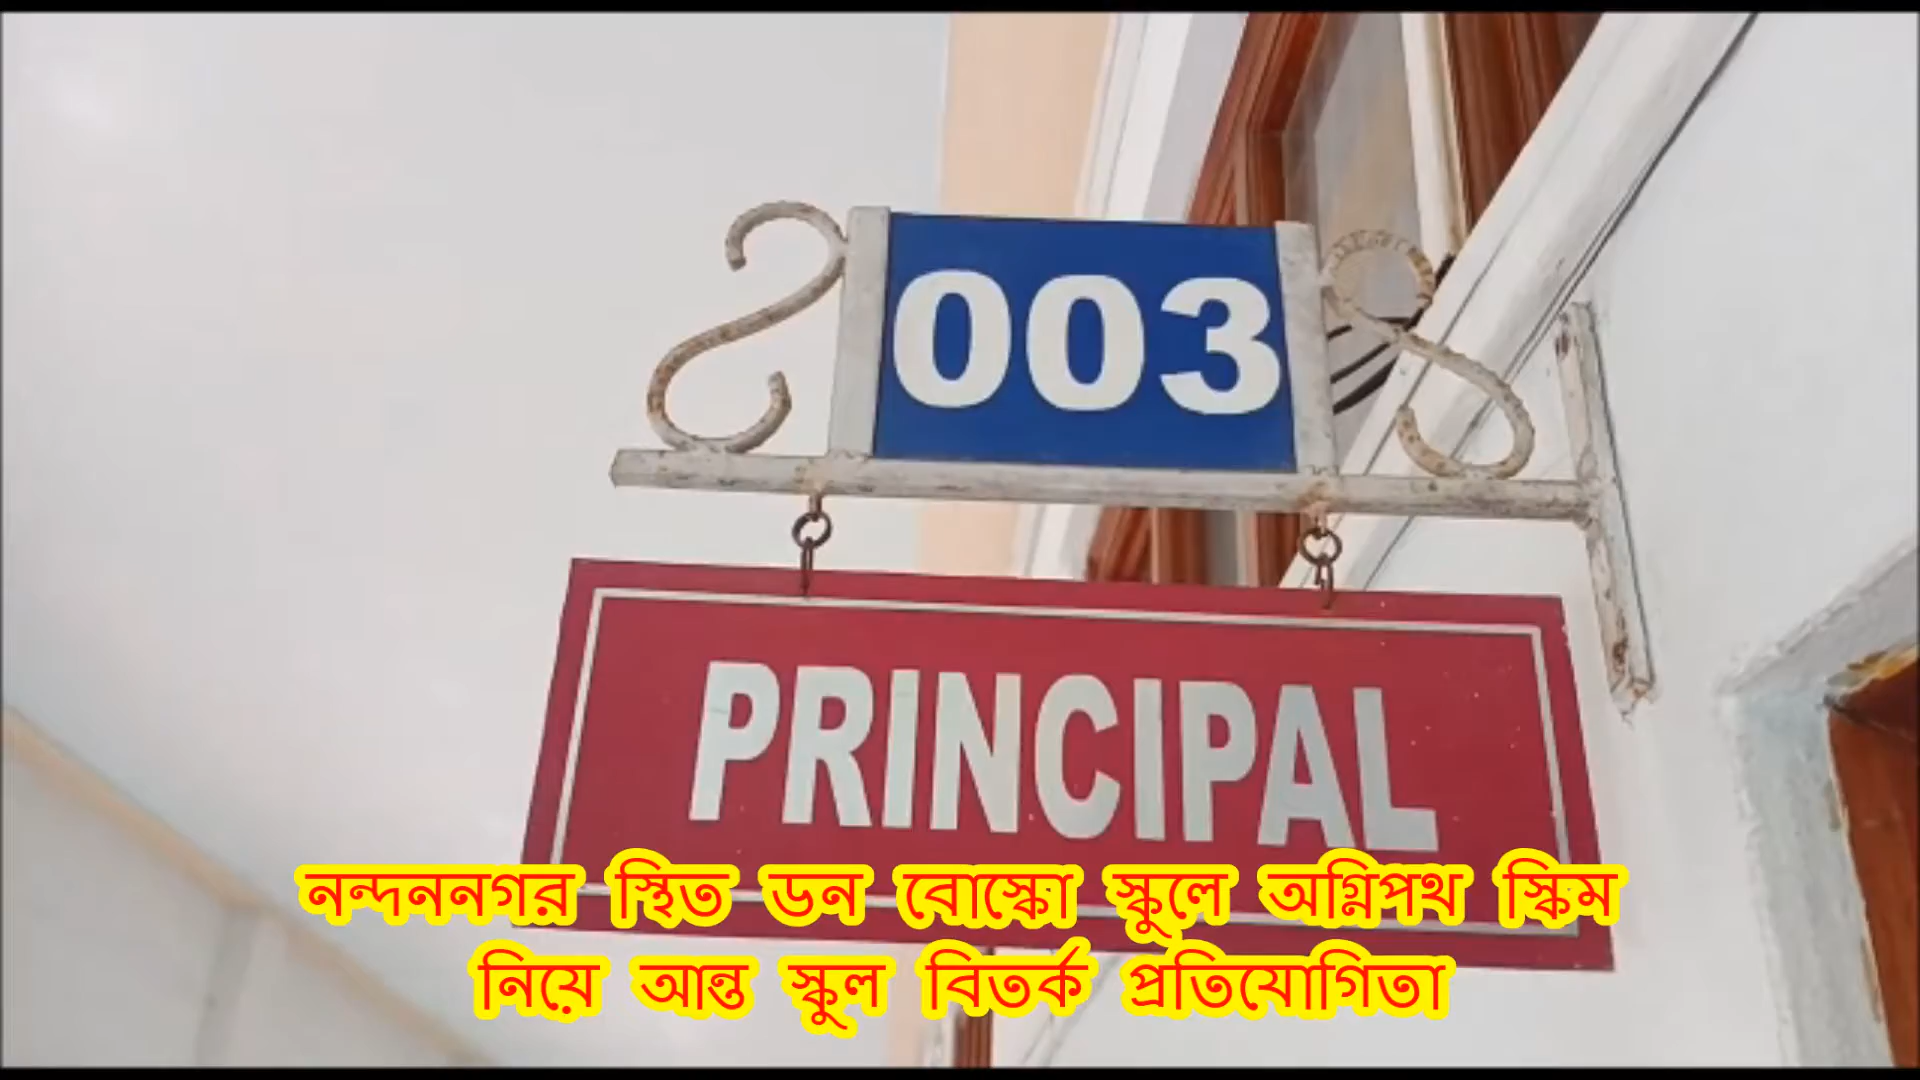 003
PRINCIPAL
নন্দননগর স্থিত ডন বোস্কো স্কুলে অগ্নিপথ স্কিম
নিয়ে আন্ত স্কুল বিতর্ক প্রতিযোগিতা